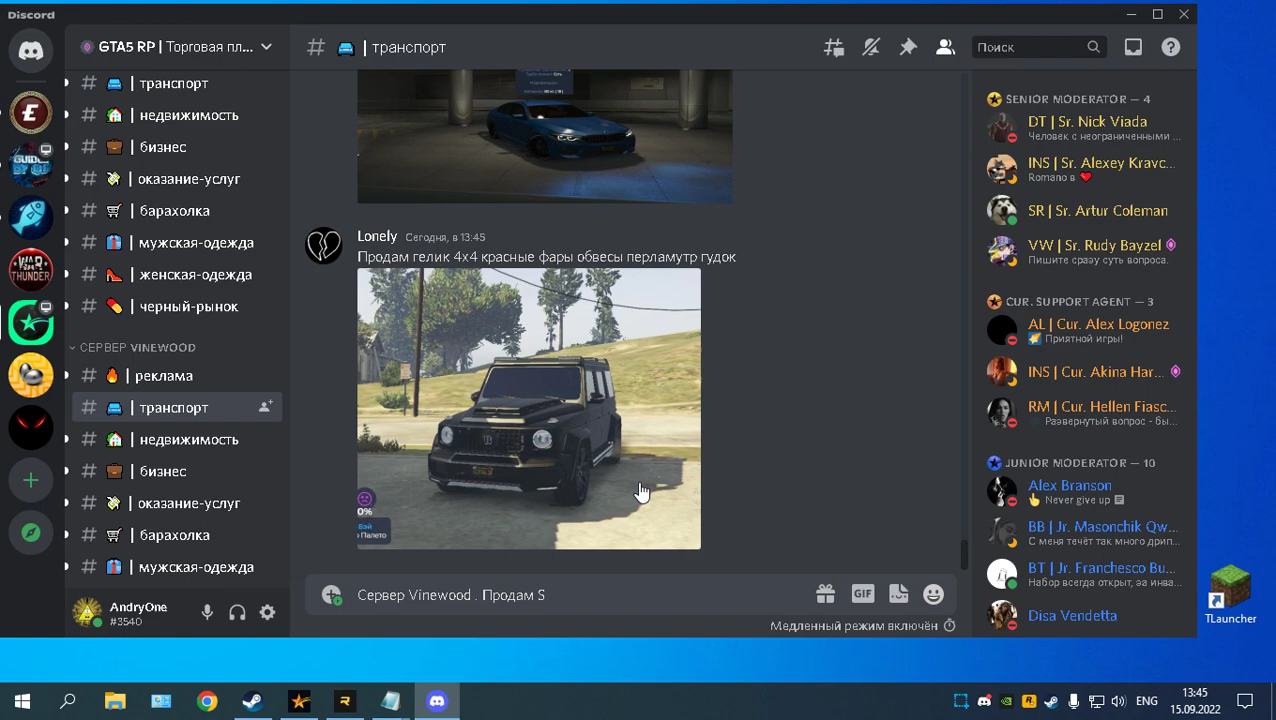 Discord
GTA5 RP | Торговая пл...
| транспорт
| недвижимость
| бизнес
| оказание-услуг
| барахолка
| мужская-одежда
| женская-одежда
| черный-рынок
СЕРВЕР VINEWOOD
| реклама
| транспорт
| недвижимость
| бизнес
| оказание-услуг
| барахолка
| мужская-одежда
AndryOne
#3540
| транспорт
Поиск
Lonely Сегодня, в 13:45
Продам гелик 4x4 красные фары обвесы перламутр гудок
0%
Палето
Сервер Vinewood . Продам S
GIF
Медленный режим включён
SENIOR MODERATOR — 4
DT | Sr. Nick Viada
Человек с неограниченными ...
INS | Sr. Alexey Kravc...
Romano в
SR | Sr. Artur Coleman
VW | Sr. Rudy Bayzel
Пишите сразу суть вопроса.
CUR. SUPPORT AGENT — 3
AL | Cur. Alex Logonez
Приятной игры!
INS | Cur. Akina Har...
RM | Cur. Hellen Fiasc...
Развернутый вопрос - бы...
JUNIOR MODERATOR — 10
Alex Branson
Never give up
BB | Jr. Masonchik Qw...
С меня течёт так много дрип...
BT | Jr. Franchesco Bu...
Набор всегда открыт, за инва...
Disa Vendetta
WAR THUNDER
TLauncher
ENG
13:45
15.09.2022